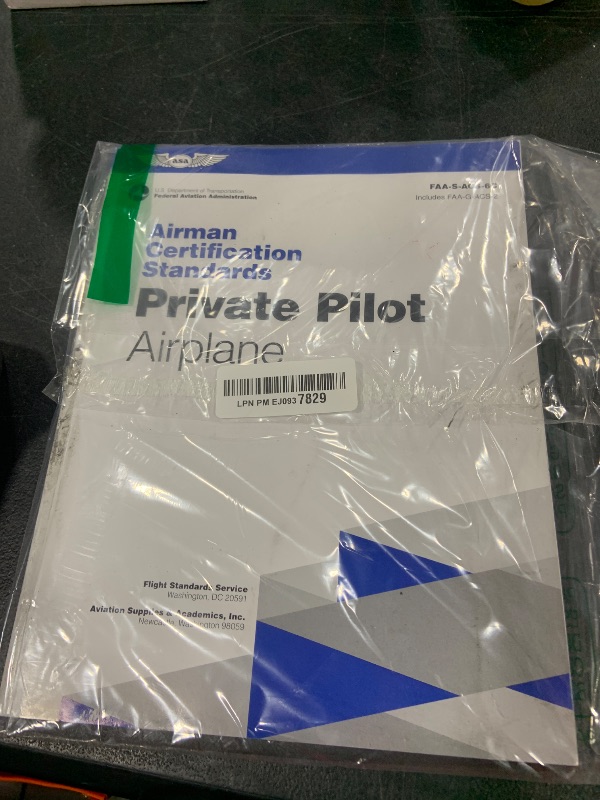 ASA
U.S. Department of Transportation
Federal Aviation Administration
Includes
Airman
Certification
Standards
Private Pilot
Airplane
LPN PM EJ0937829
Flight Standards Service
Washington, DC 20591
Aviation Supplies & Academics, Inc.
Newcastle, Washington 98059